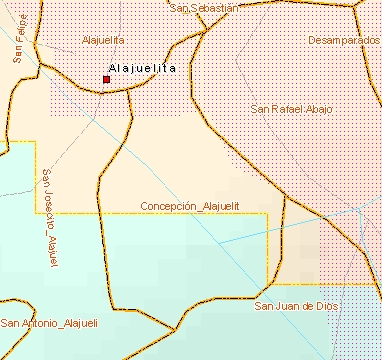 San Sebastián
San Felipe
Alajuelita
Desamparados
Alajuelita
San Rafael Abajo
San Josecito_Alajuel
Concepción_Alajuelit
San Juan de Dios
San Antonio_Alajueli